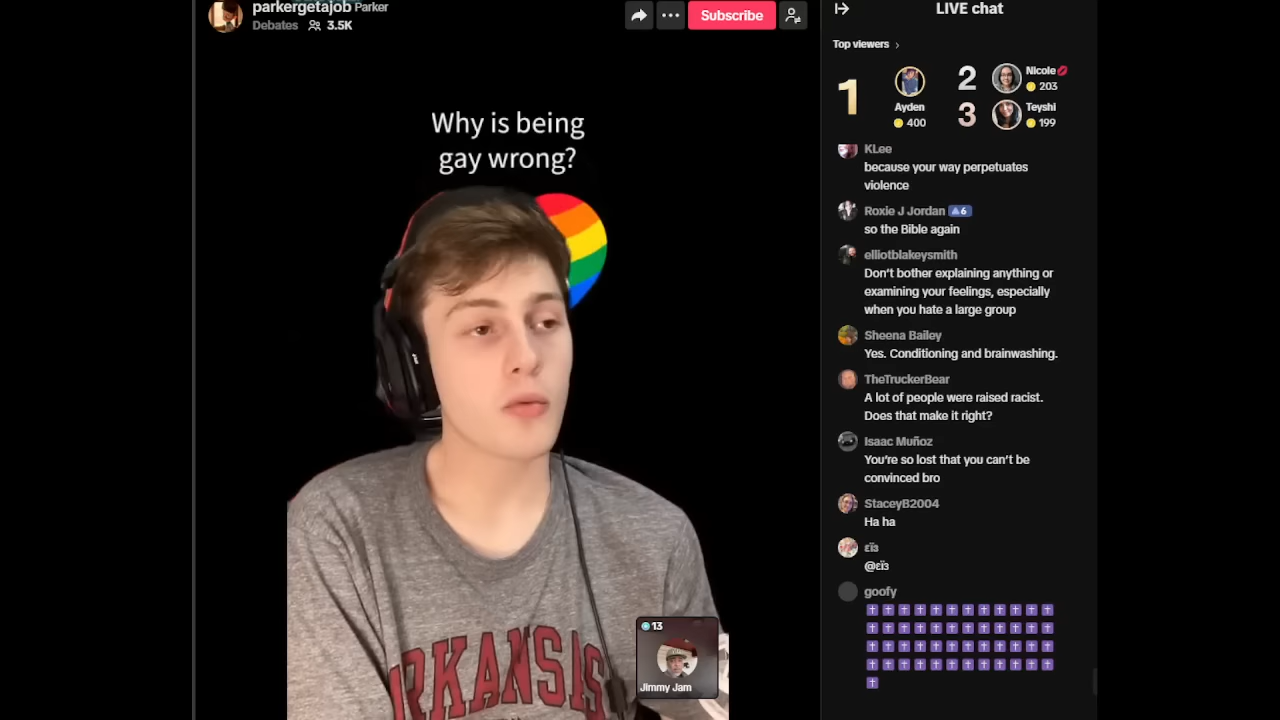 parkergetajob Parker
Debates 3.5K
Subscribe
Why is being
gay wrong?
ARKANSAS
13
Jimmy Jam
LIVE chat
Top viewers
1
Ayden
400
2
Nicole
203
3
Teyshi
199
KLee
because your way perpetuates
violence
Roxie J Jordan 6
so the Bible again
elliotblakeysmith
Don't bother explaining anything or
examining your feelings, especially
when you hate a large group
Sheena Bailey
Yes. Conditioning and brainwashing.
TheTruckerBear
A lot of people were raised racist.
Does that make it right?
Isaac Muñoz
You're so lost that you can't be
convinced bro
StaceyB2004
Ha ha
εïз
@εïз
goofy